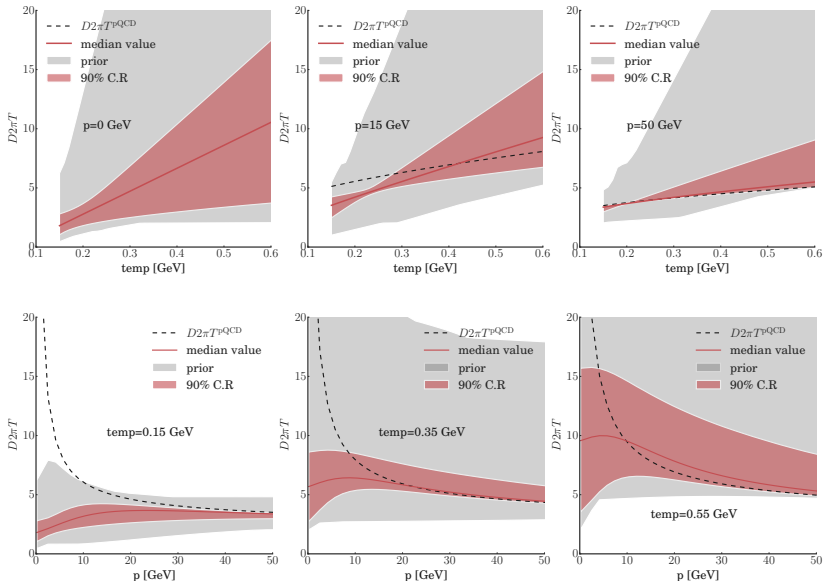 20
15
10
5
0
D2πT
D2πT^pQCD
median value
prior
90% C.R
p=0 GeV
0.1 0.2 0.3 0.4 0.5 0.6
temp [GeV]
20
15
10
5
0
D2πT
D2πT^pQCD
median value
prior
90% C.R
p=15 GeV
0.1 0.2 0.3 0.4 0.5 0.6
temp [GeV]
20
15
10
5
0
D2πT
D2πT^pQCD
median value
prior
90% C.R
p=50 GeV
0.1 0.2 0.3 0.4 0.5 0.6
temp [GeV]
20
15
10
5
0
D2πT
D2πT^pQCD
median value
prior
90% C.R
temp=0.15 GeV
0 10 20 30 40 50
p [GeV]
20
15
10
5
0
D2πT
D2πT^pQCD
median value
prior
90% C.R
temp=0.35 GeV
0 10 20 30 40 50
p [GeV]
20
15
10
5
0
D2πT
D2πT^pQCD
median value
prior
90% C.R
temp=0.55 GeV
0 10 20 30 40 50
p [GeV]